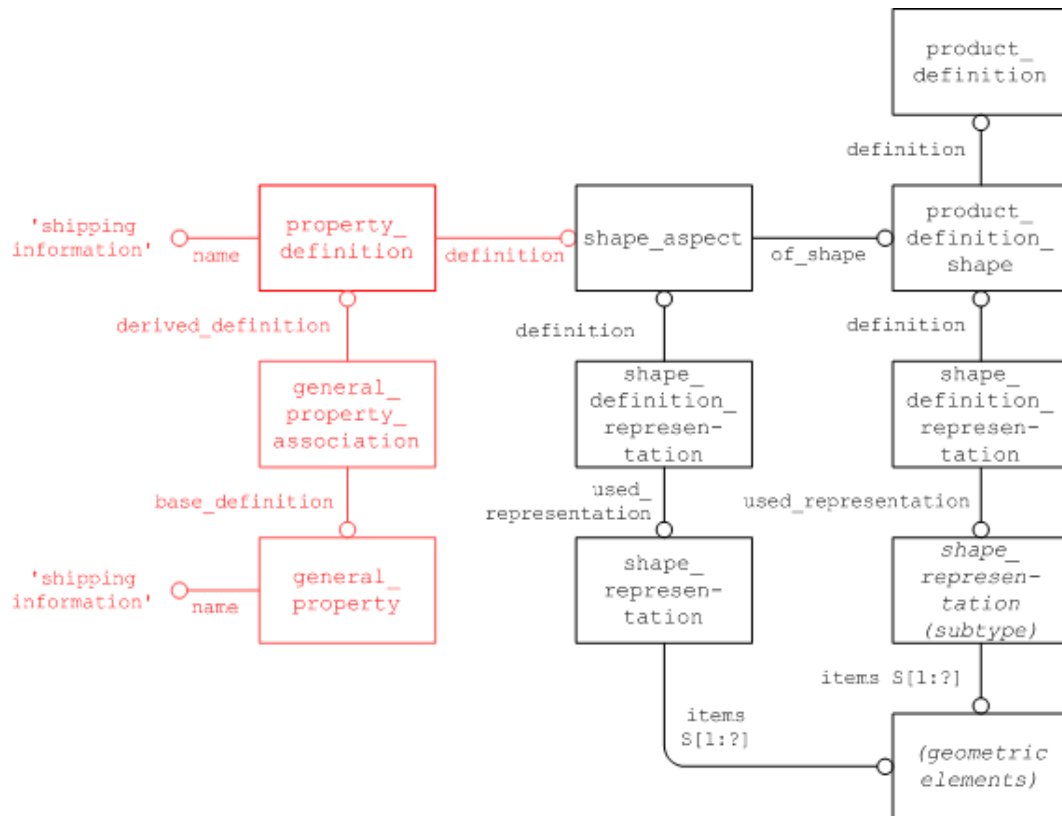 product_
definition
definition
'shipping
information'
name
property_
definition
definition
shape_aspect
of_shape
product_
definition_
shape
derived_definition
definition
definition
general_
property_
association
shape_
definition_
represen-
tation
shape_
definition_
represen-
tation
base_definition
used_
representation
used_representation
'shipping
information'
name
general_
property
shape_
represen-
tation
shape_
represen-
tation
(subtype)
items S[1:?]
items
S[1:?]
(geometric
elements)